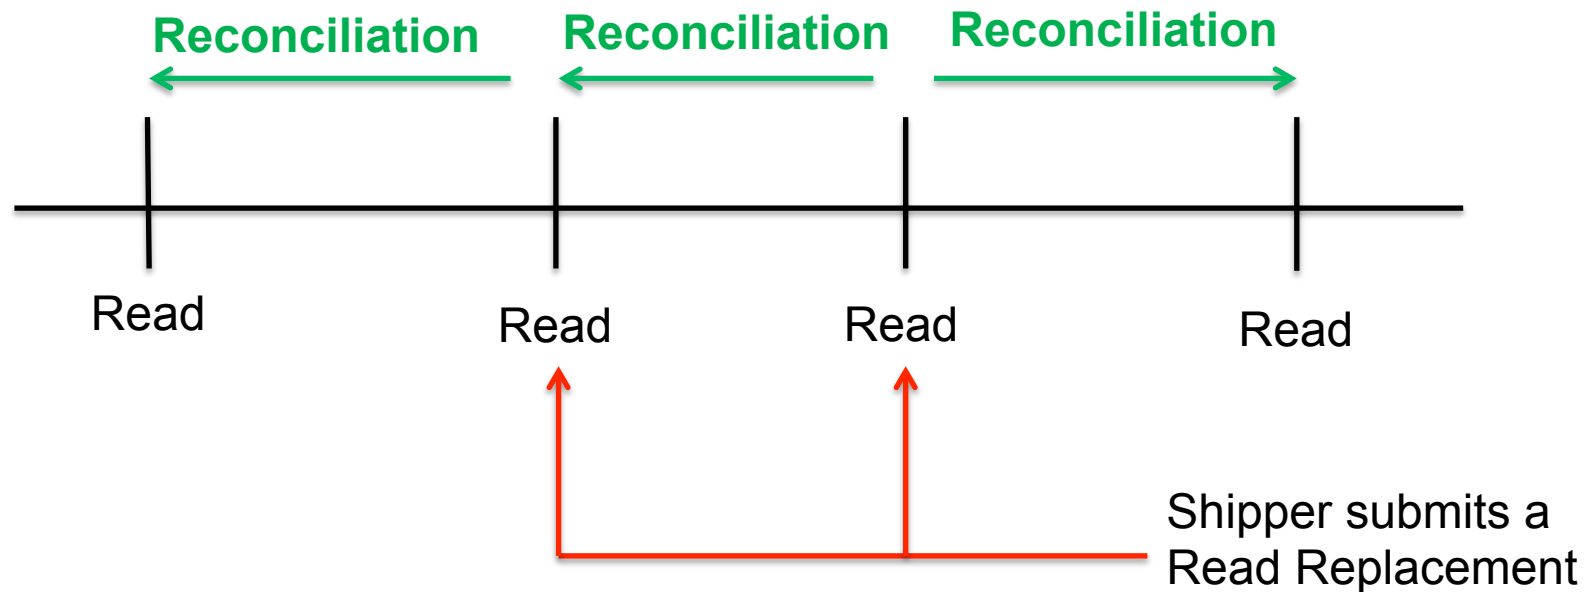 Reconciliation
Reconciliation
Reconciliation
Read
Read
Read
Read
Shipper submits a
Read Replacement